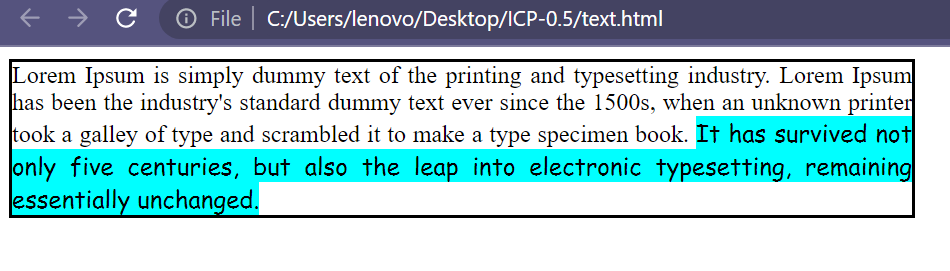 File | C:/Users/lenovo/Desktop/ICP-0.5/text.html
Lorem Ipsum is simply dummy text of the printing and typesetting industry. Lorem Ipsum
has been the industry's standard dummy text ever since the 1500s, when an unknown printer
took a galley of type and scrambled it to make a type specimen book. It has survived not
only five centuries, but also the leap into electronic typesetting, remaining
essentially unchanged.